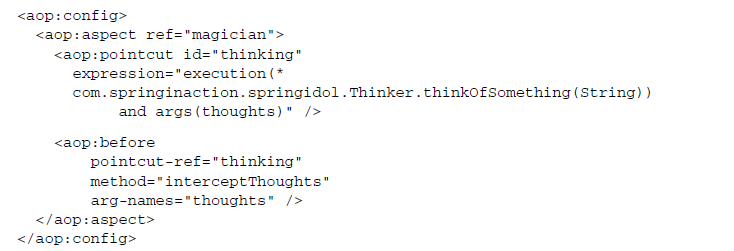 <aop:config>
<aop:aspect ref="magician">
<aop:pointcut id="thinking"
expression="execution(*
com.springinaction.springidol.Thinker.thinkOfSomething(String))
and args(thoughts)" />
<aop:before
pointcut-ref="thinking"
method="interceptThoughts"
arg-names="thoughts" />
</aop:aspect>
</aop:config>